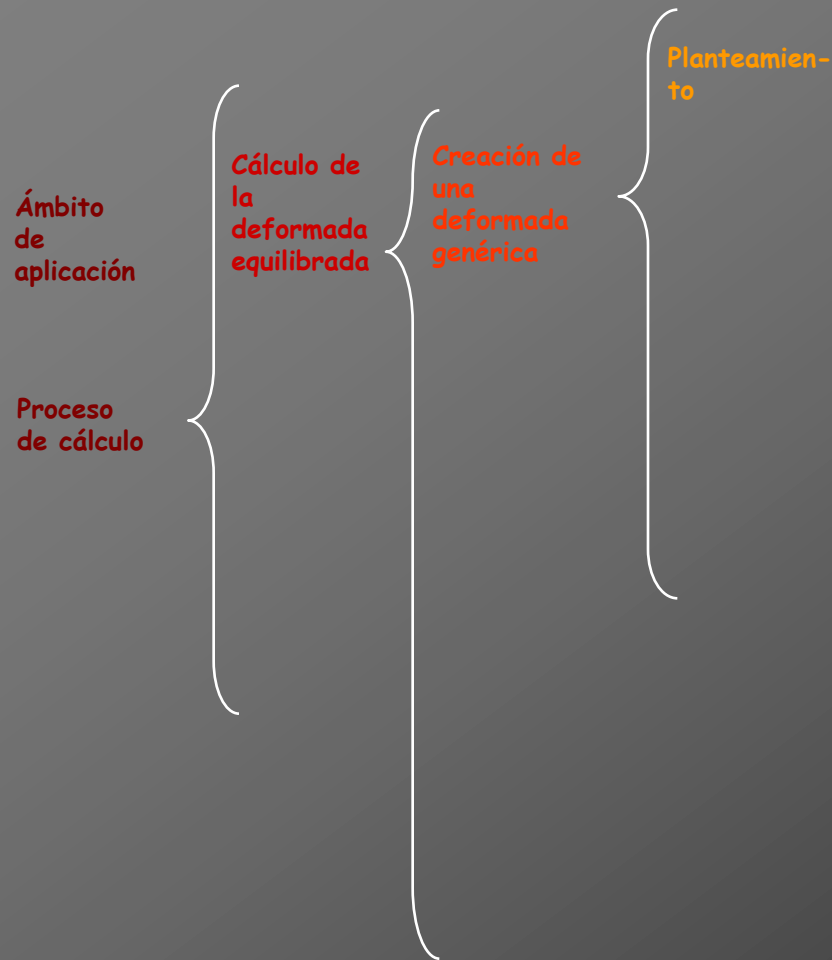 Ámbito
de
aplicación
Proceso
de cálculo
Cálculo de
la
deformada
equilibrada
Creación de
una
deformada
genérica
Planteamien-
to